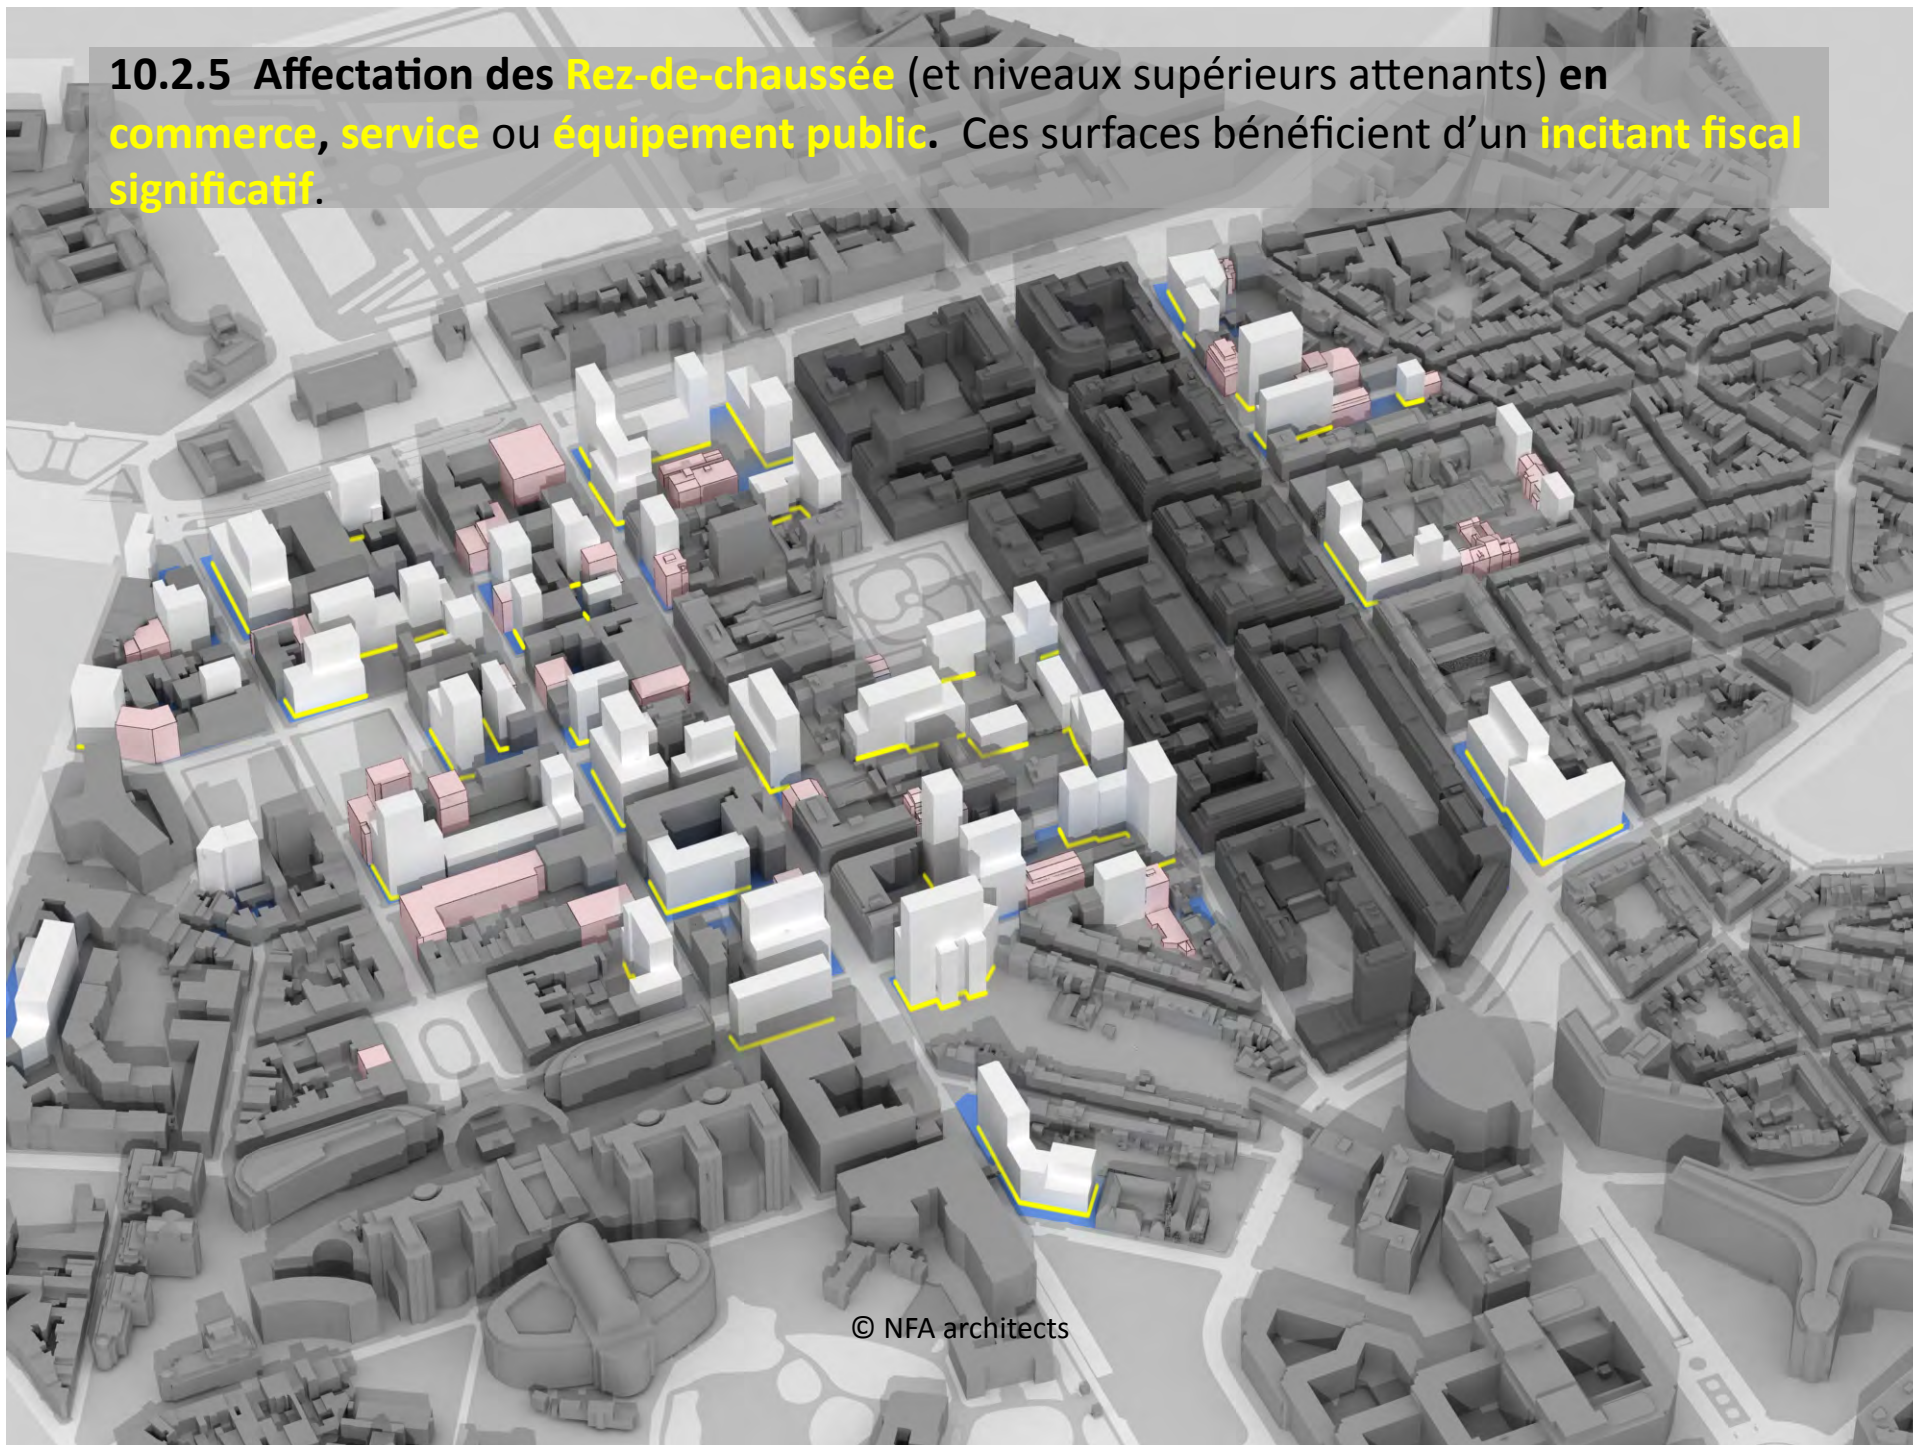 10.2.5 Affectation des Rez-de-chaussée (et niveaux supérieurs attenants) en
commerce, service ou équipement public. Ces surfaces bénéficient d’un incitant fiscal
significatif.
© NFA architects